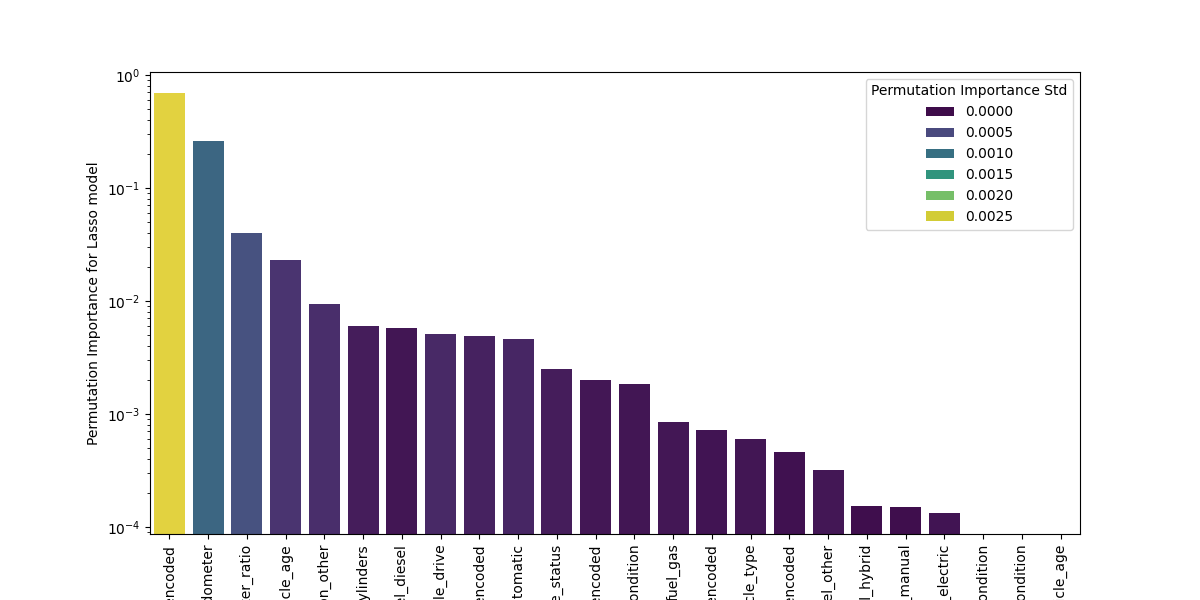 Permutation Importance for Lasso model
10⁰
10⁻¹
10⁻²
10⁻³
10⁻⁴
Permutation Importance Std
0.0000
0.0005
0.0010
0.0015
0.0020
0.0025
encoded
dometer
er_ratio
cle_age
on_other
ylinders
el_diesel
le_drive
encoded
tomatic
e_status
encoded
ondition
fuel_gas
encoded
cle_type
encoded
el_other
l_hybrid
_manual
_electric
ondition
ondition
cle_age